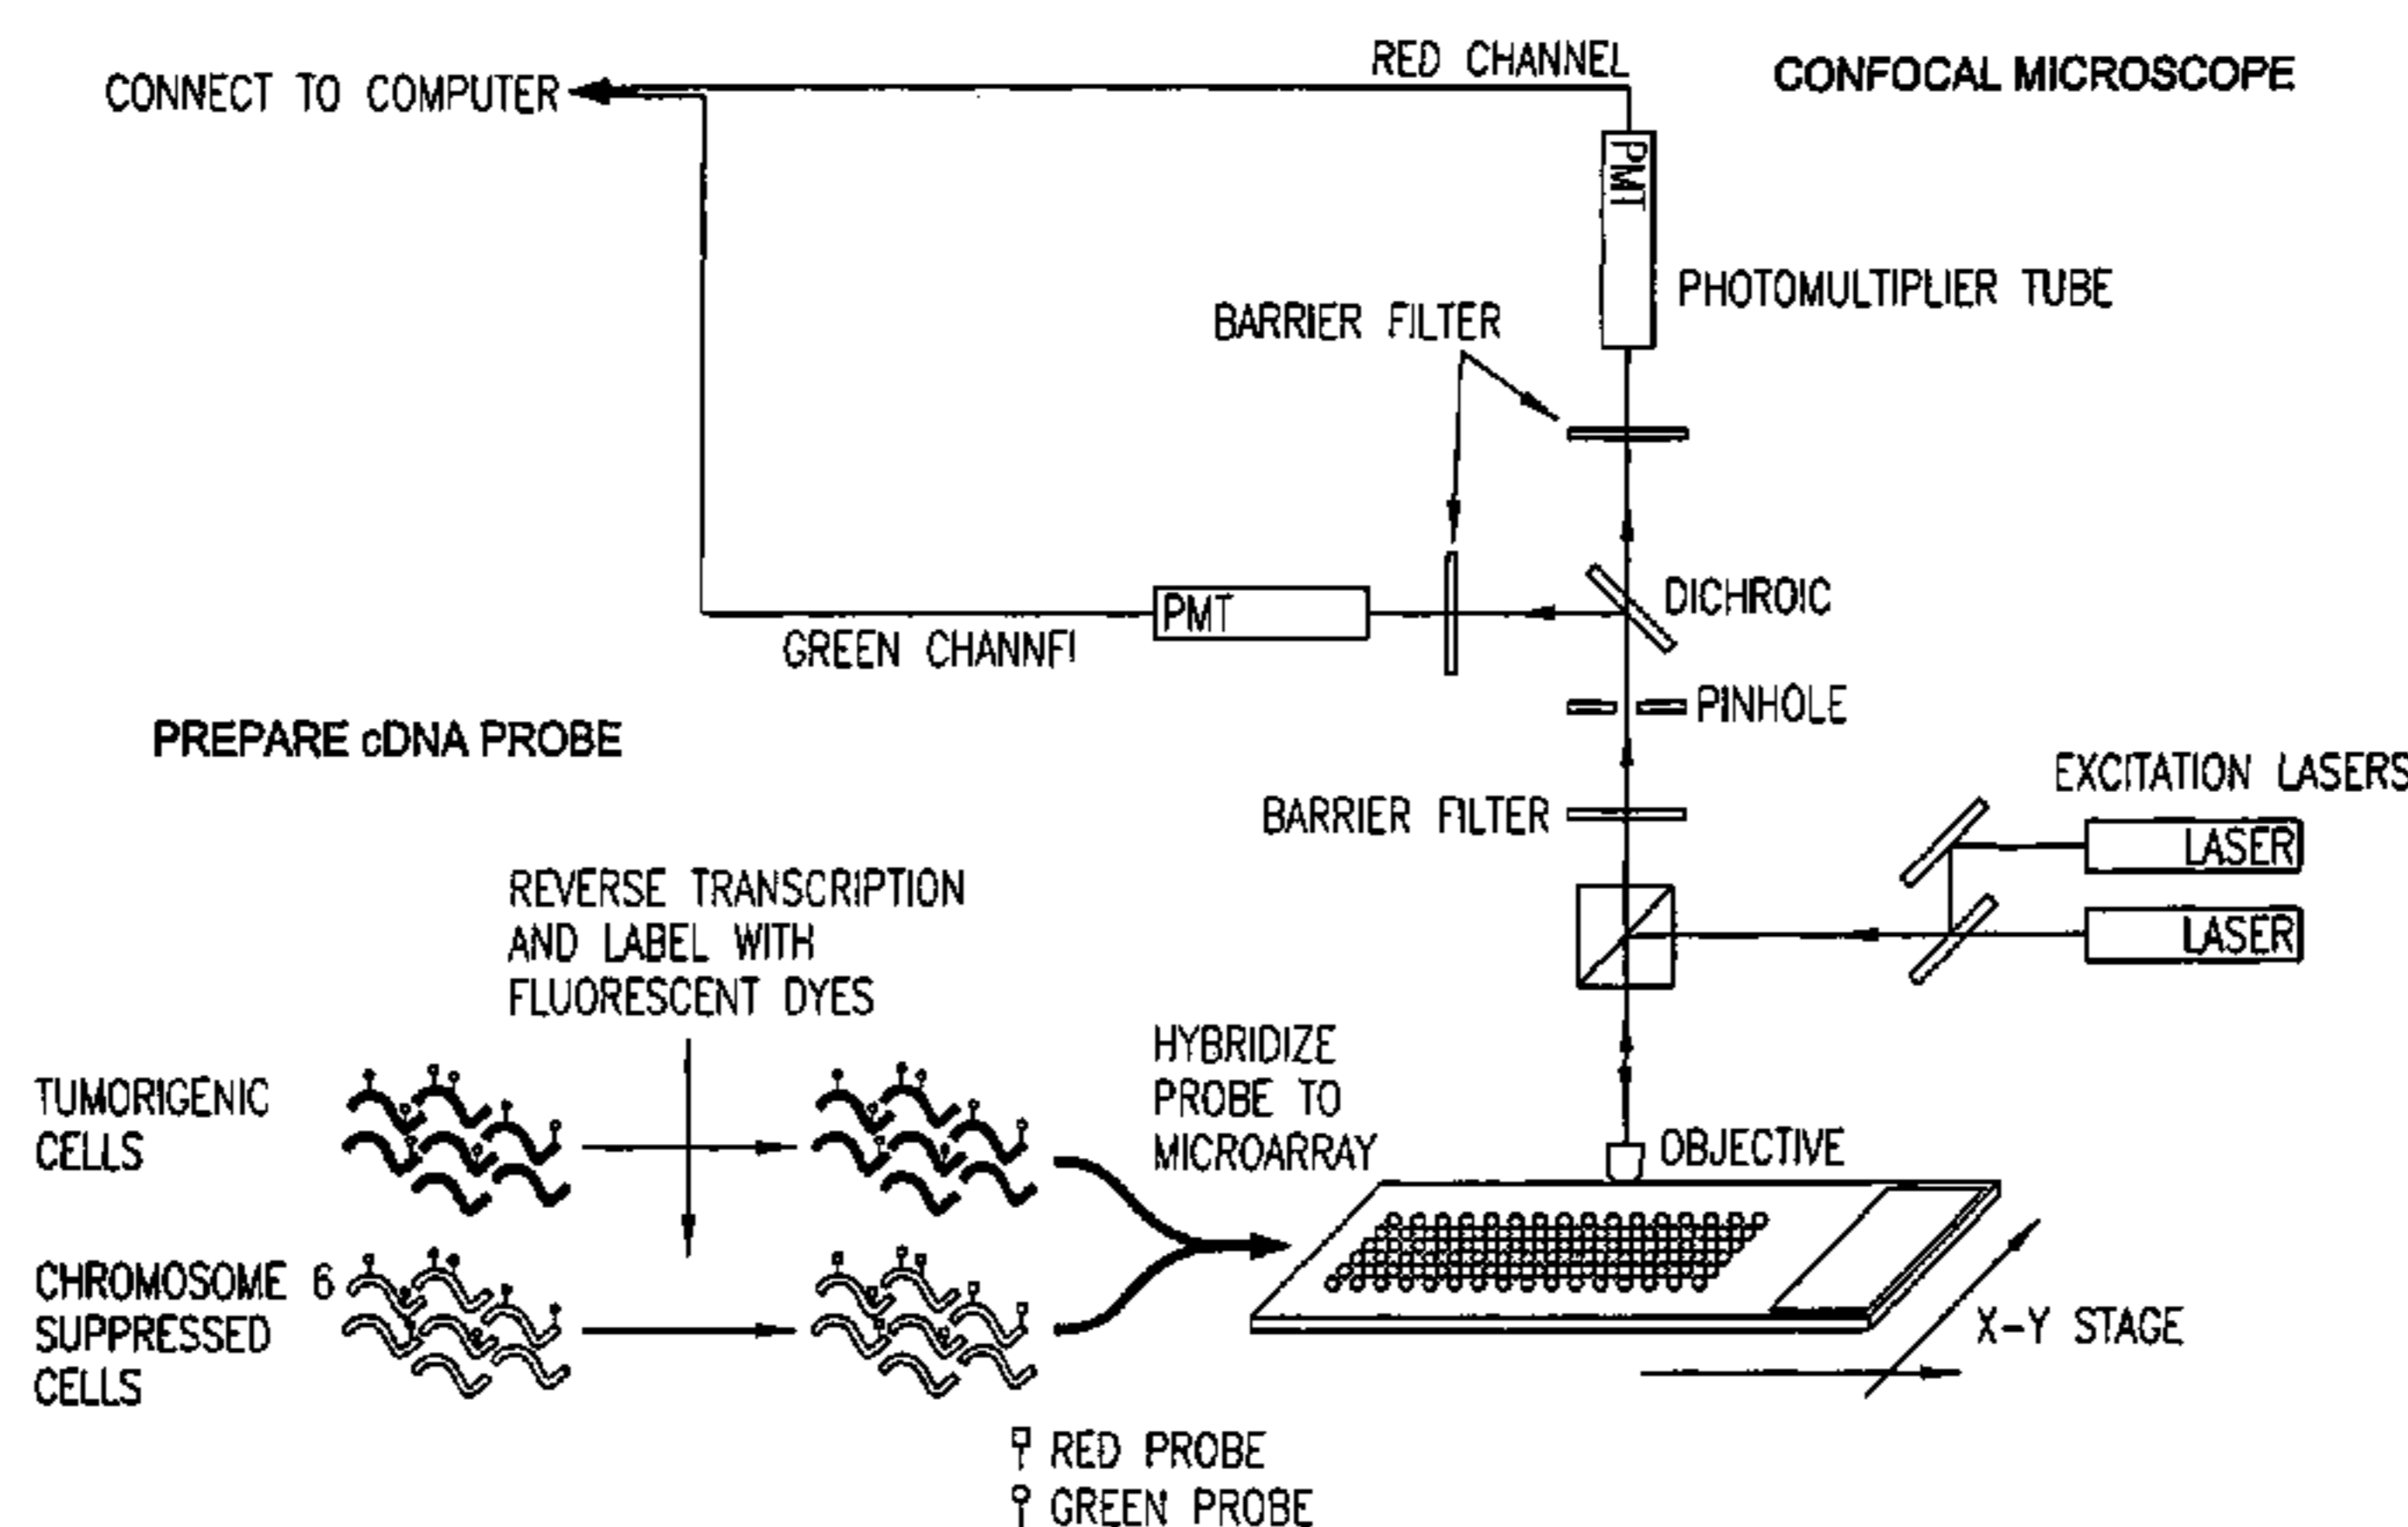 RED CHANNEL
CONFOCAL MICROSCOPE
CONNECT TO COMPUTER
PMT
PHOTOMULTIPLIER TUBE
BARRIER FILTER
DICHROIC
PMT
GREEN CHANNFI
PINHOLE
PREPARE cDNA PROBE
EXCITATION LASERS
BARRIER FILTER
LASER
LASER
REVERSE TRANSCRIPTION
AND LABEL WITH
FLUORESCENT DYES
HYBRIDIZE
PROBE TO
MICROARRAY
TUMORIGENIC
CELLS
OBJECTIVE
CHROMOSOME 6
SUPPRESSED
CELLS
X-Y STAGE
RED PROBE
GREEN PROBE